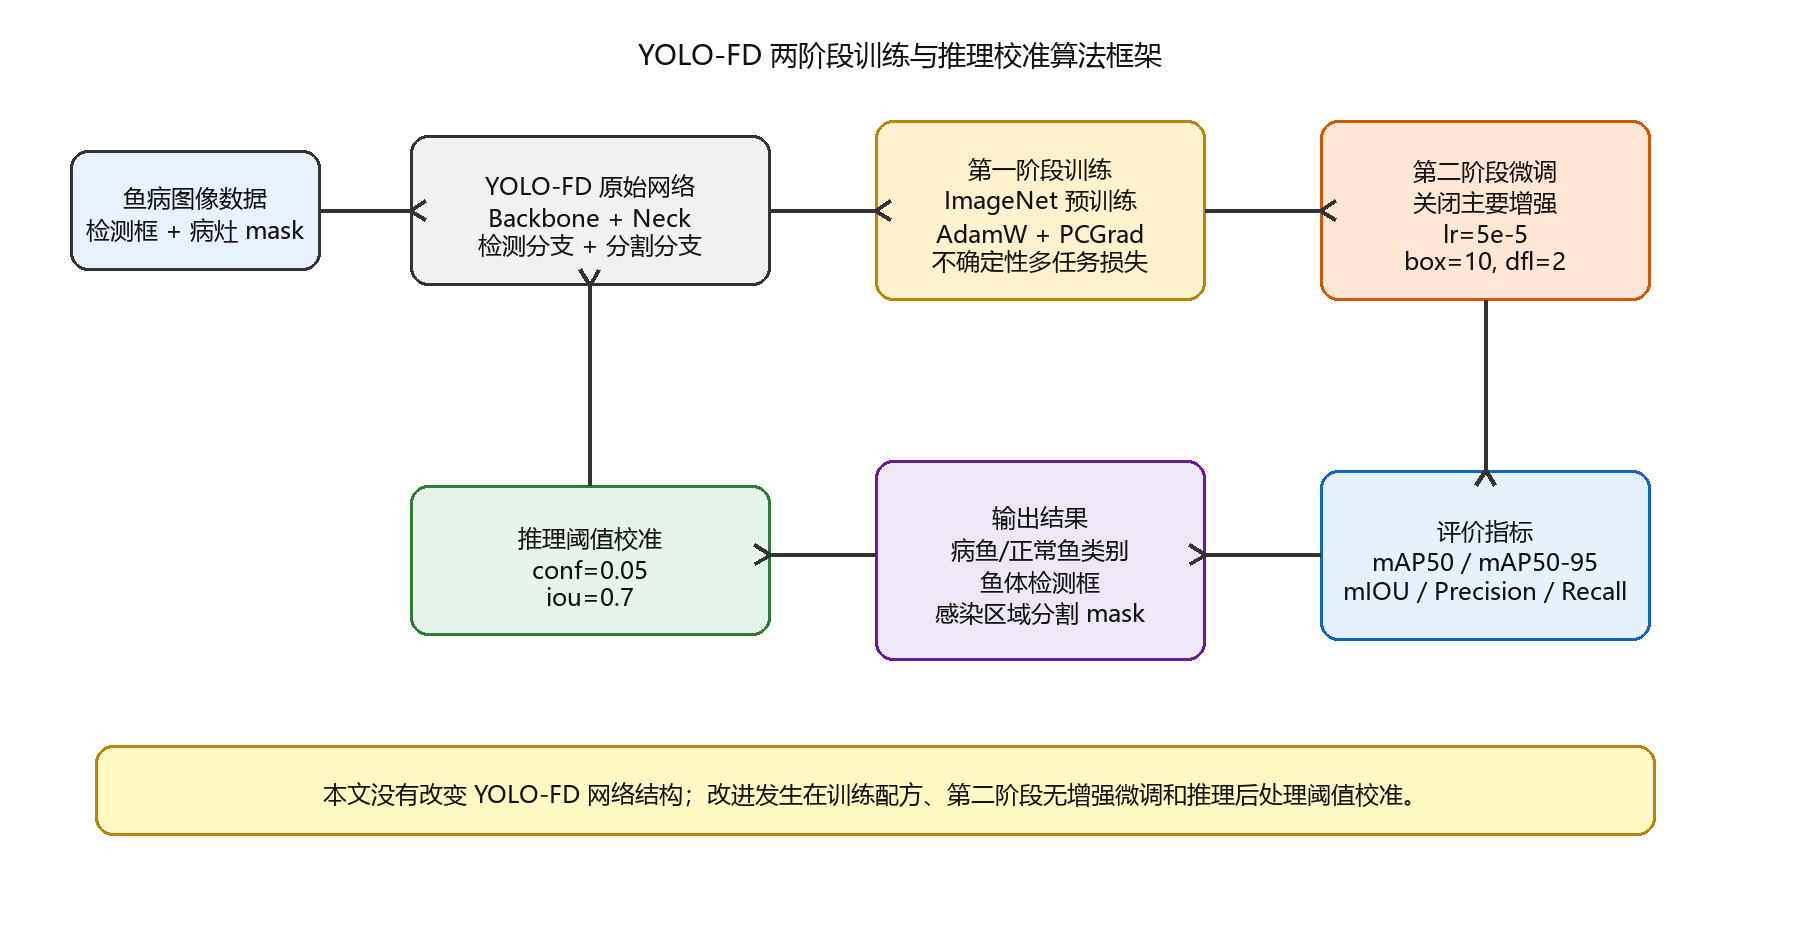 YOLO-FD 两阶段训练与推理校准算法框架
鱼病图像数据
检测框 + 病灶 mask
YOLO-FD 原始网络
Backbone + Neck
检测分支 + 分割分支
第一阶段训练
ImageNet 预训练
AdamW + PCGrad
不确定性多任务损失
第二阶段微调
关闭主要增强
lr=5e-5
box=10, dfl=2
推理阈值校准
conf=0.05
iou=0.7
输出结果
病鱼/正常鱼类别
鱼体检测框
感染区域分割 mask
评价指标
mAP50 / mAP50-95
mIOU / Precision / Recall
本文没有改变 YOLO-FD 网络结构；改进发生在训练配方、第二阶段无增强微调和推理后处理阈值校准。